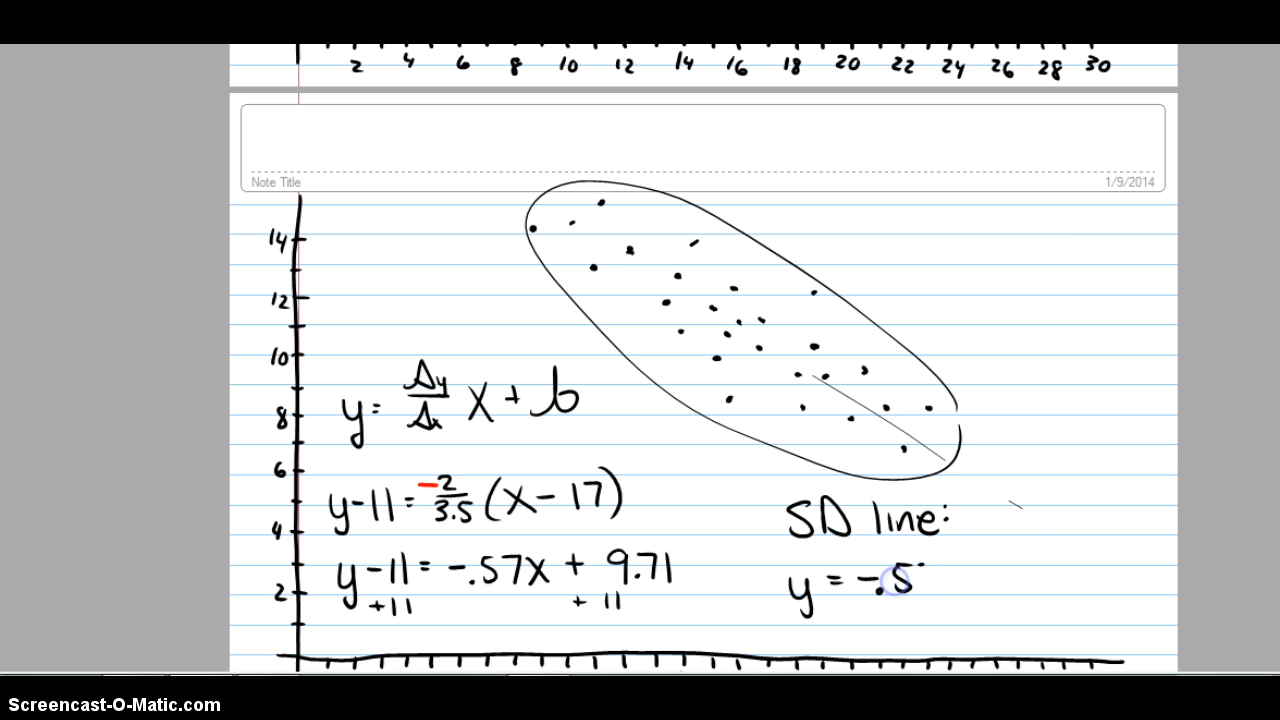 2 4 6 8 10 12 14 16 18 20 22 24 26 28 30
Note Title 1/9/2014
14
12
10
8
6
4
2
y = Δy/Δx x + b
y - 11 = -2/3.5 (x - 17)
y - 11 = -.57x + 9.71
+11 + 11
SD line:
y = -.5
Screencast-O-Matic.com